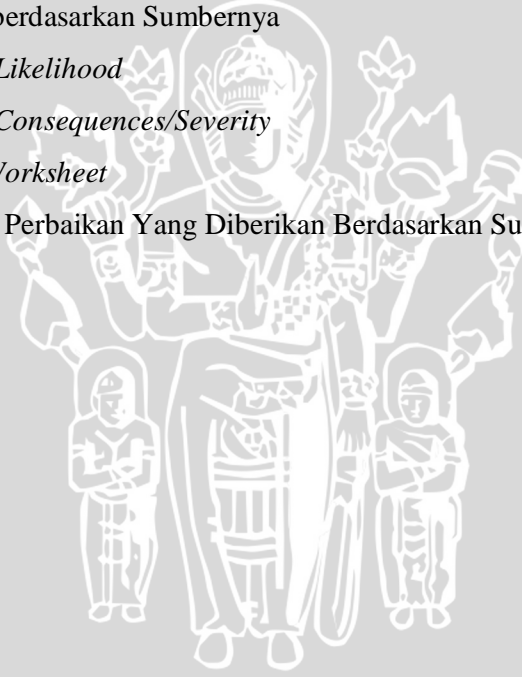 berdasarkan Sumbernya
Likelihood
Consequences/Severity
Worksheet
Perbaikan Yang Diberikan Berdasarkan Su